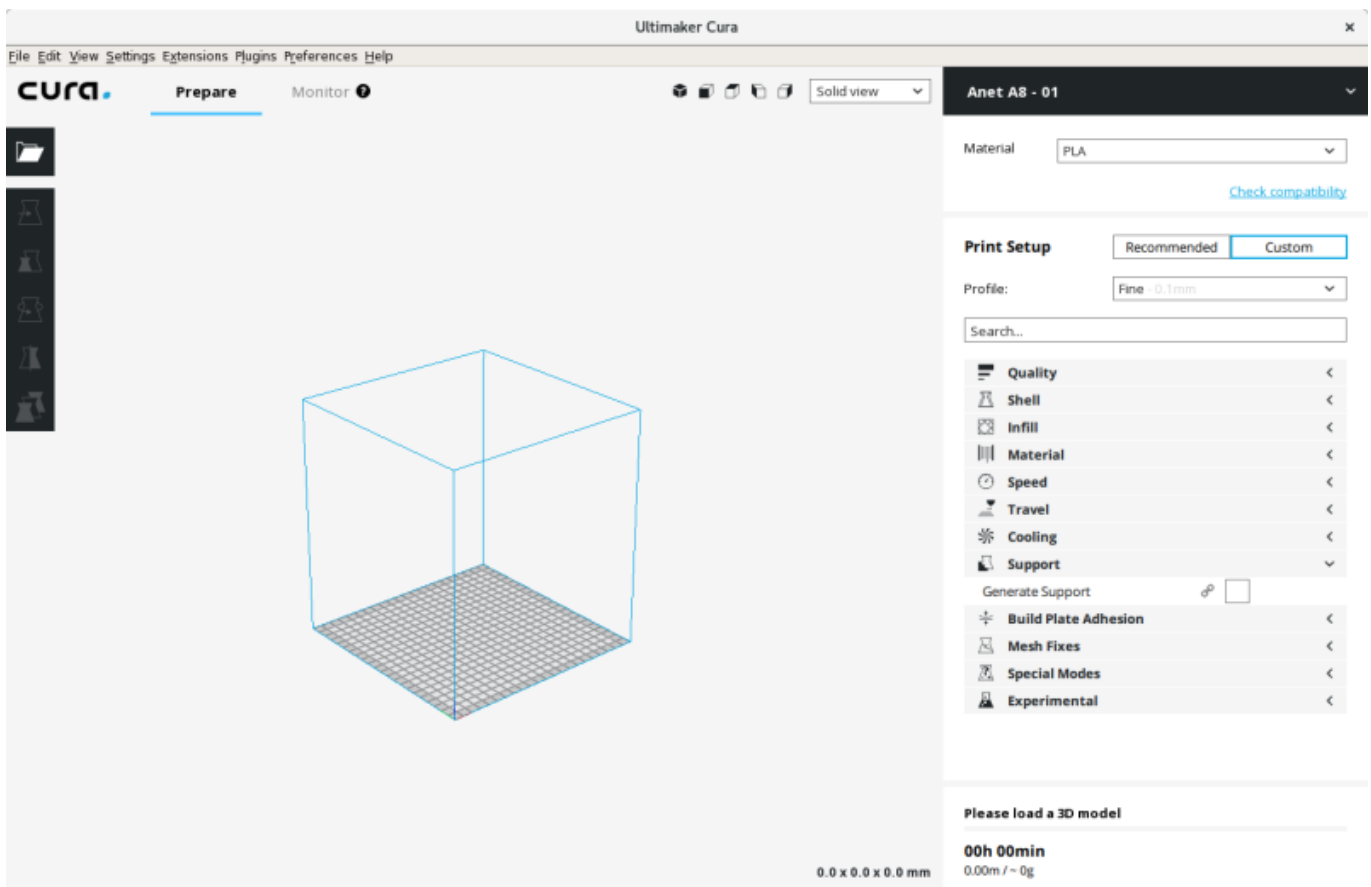 Ultimaker Cura
File Edit View Settings Extensions Plugins Preferences Help
cura. Prepare Monitor ? Solid view
Anet A8 - 01
Material PLA
Check compatibility
Print Setup Recommended Custom
Profile: Fine - 0.1mm
Search...
Quality
Shell
Infill
Material
Speed
Travel
Cooling
Support
Generate Support
Build Plate Adhesion
Mesh Fixes
Special Modes
Experimental
Please load a 3D model
00h 00min
0.0 x 0.0 x 0.0 mm
0.00m / ~ 0g